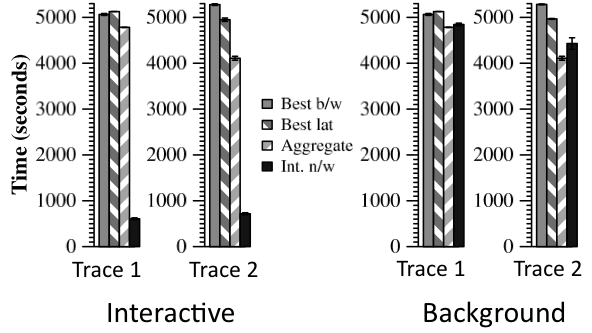 Time (seconds)
5000
4000
3000
2000
1000
0
Trace 1
5000
4000
3000
2000
1000
0
Trace 2
Interactive
Best b/w
Best lat
Aggregate
Int. n/w
5000
4000
3000
2000
1000
0
Trace 1
5000
4000
3000
2000
1000
0
Trace 2
Background